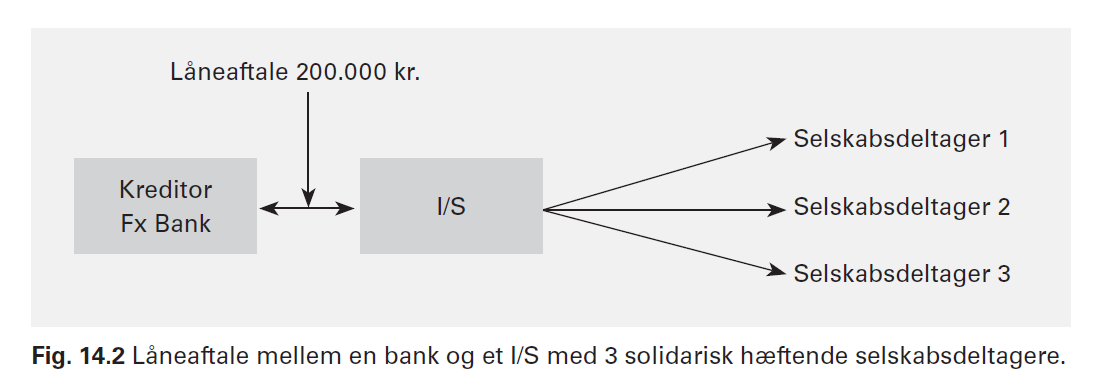 Låneaftale 200.000 kr.
Kreditor
Fx Bank
I/S
Selskabsdeltager 1
Selskabsdeltager 2
Selskabsdeltager 3
Fig. 14.2 Låneaftale mellem en bank og et I/S med 3 solidarisk hæftende selskabsdeltagere.